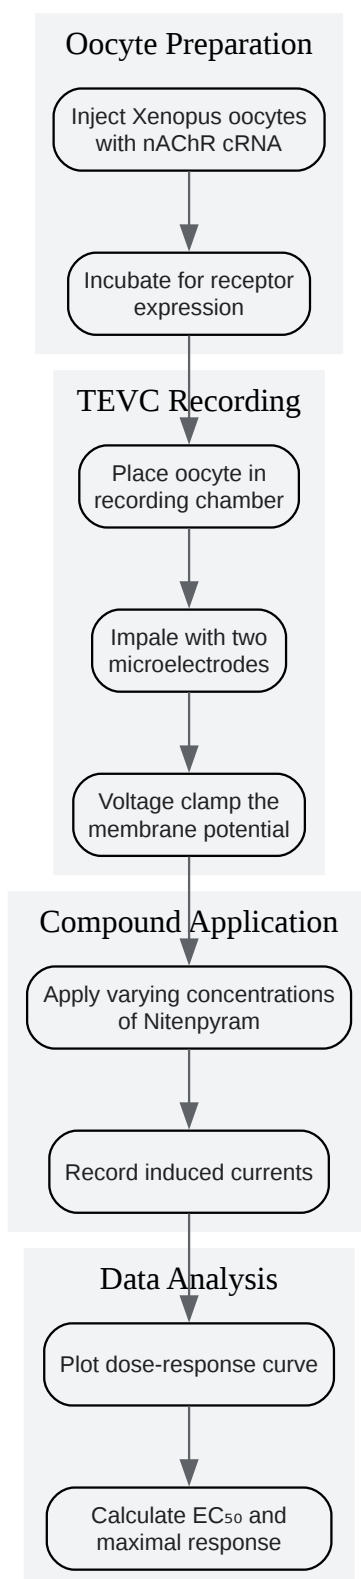 Oocyte Preparation
Inject Xenopus oocytes
with nAChR cRNA
Incubate for receptor
expression
TEVC Recording
Place oocyte in
recording chamber
Impale with two
microelectrodes
Voltage clamp the
membrane potential
Compound Application
Apply varying concentrations
of Nitenpyram
Record induced currents
Data Analysis
Plot dose-response curve
Calculate EC₅₀ and
maximal response